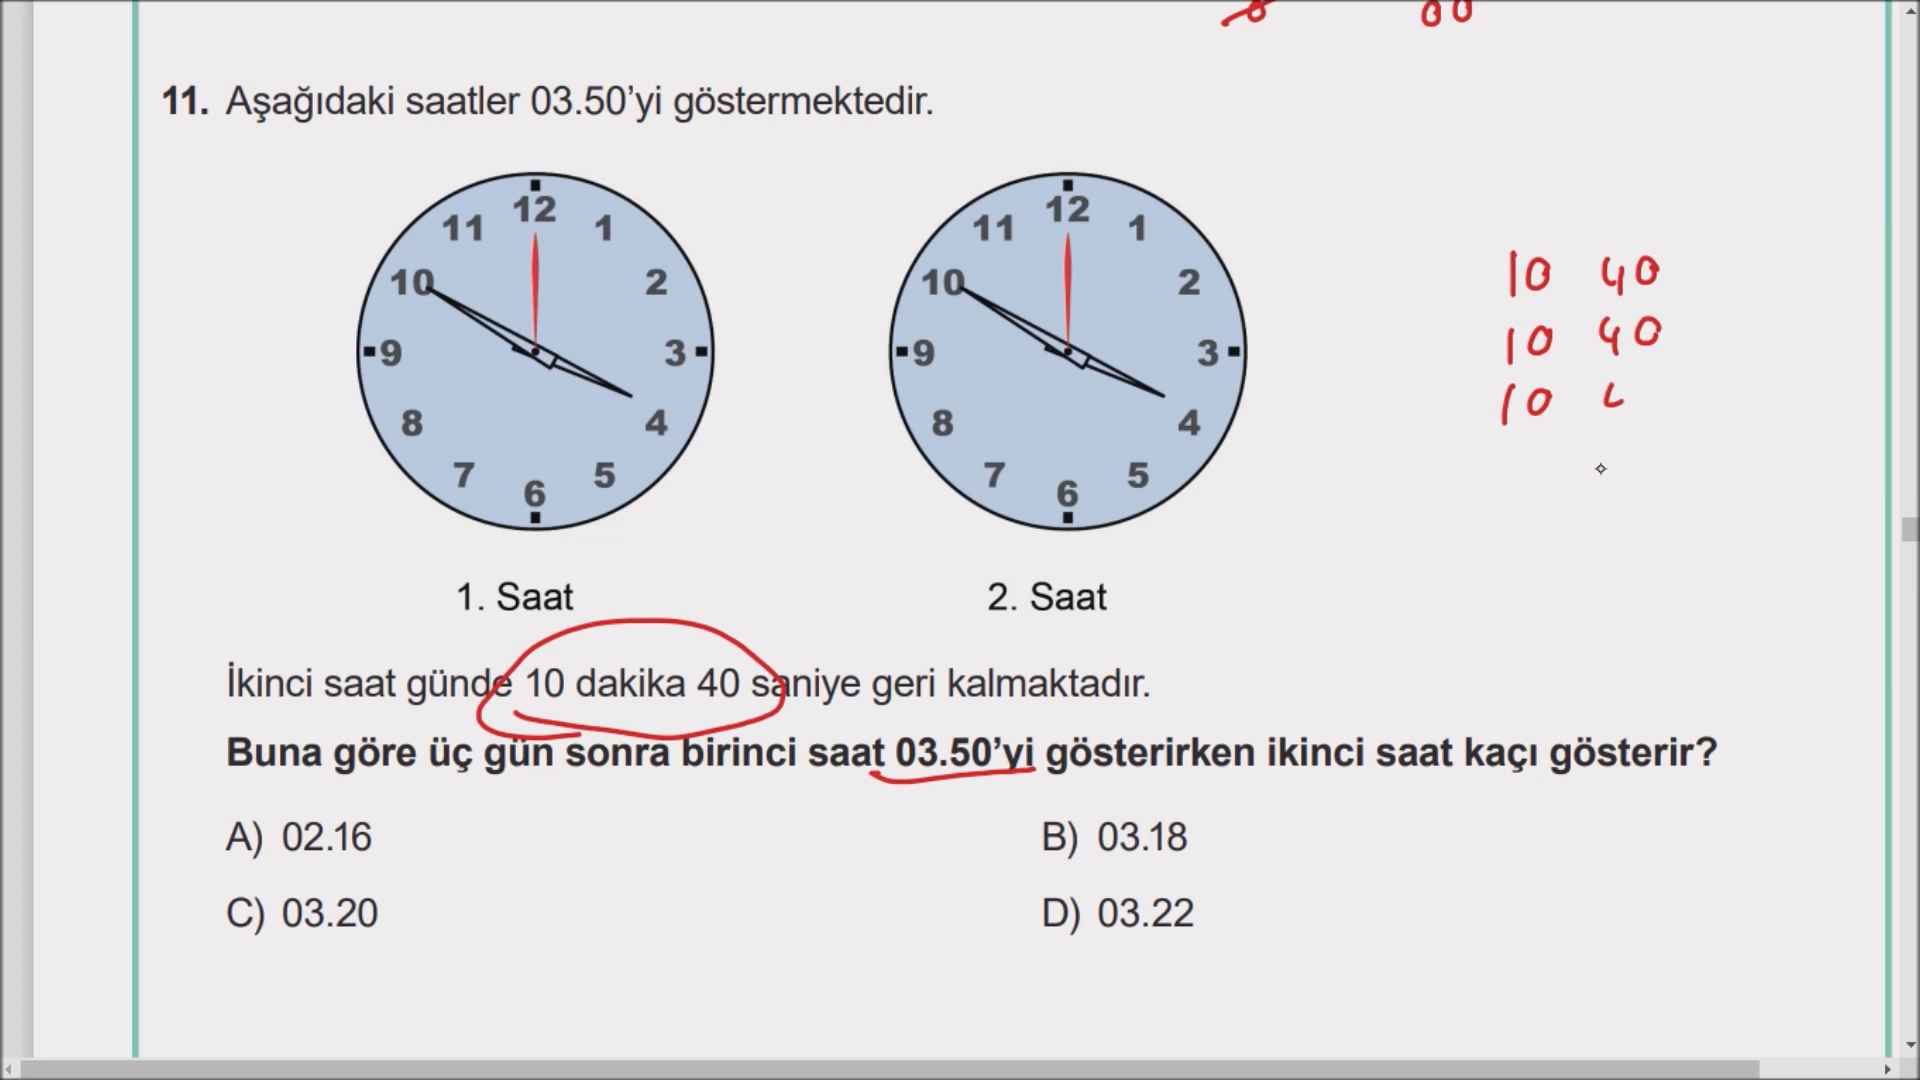 00
11. Aşağıdaki saatler 03.50’yi göstermektedir.
12
11 1
10 2
9 3
8 4
7 5
6
12
11 1
10 2
9 3
8 4
7 5
6
10 40
10 40
10
1. Saat
2. Saat
İkinci saat günde 10 dakika 40 saniye geri kalmaktadır.
Buna göre üç gün sonra birinci saat 03.50’yi gösterirken ikinci saat kaçı gösterir?
A) 02.16
B) 03.18
C) 03.20
D) 03.22